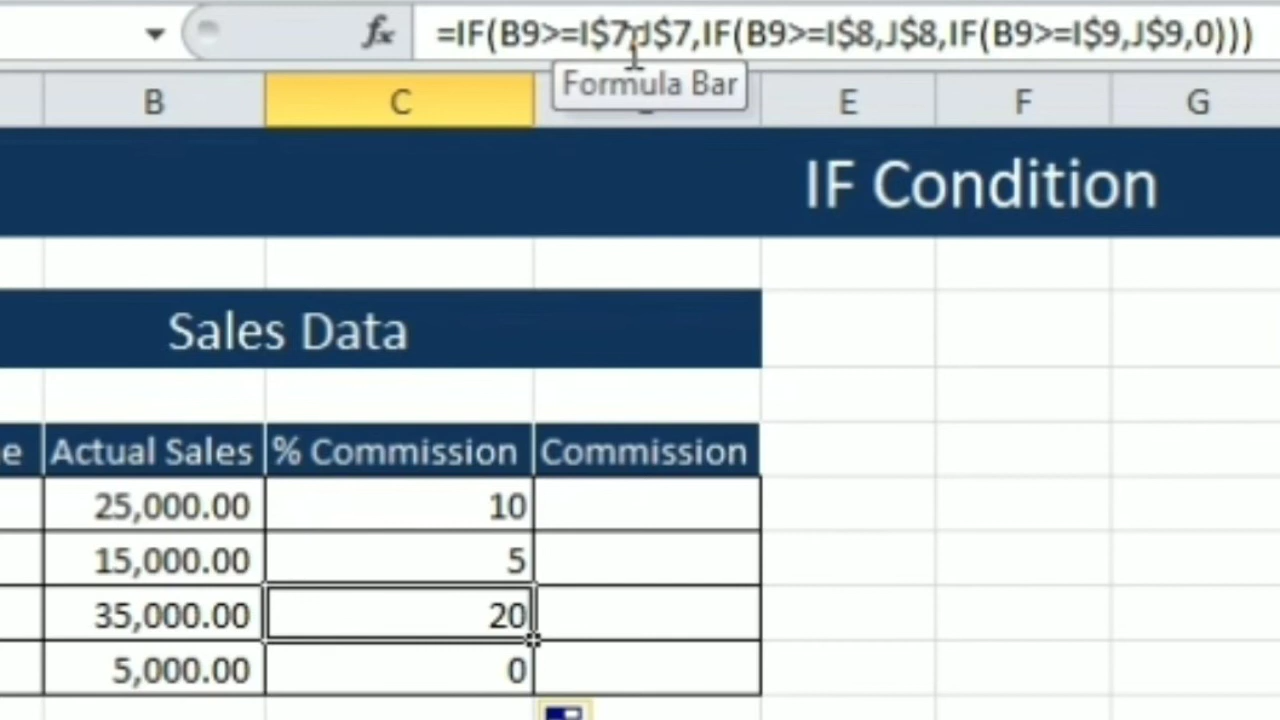 fx =IF(B9>=I$7,J$7,IF(B9>=I$8,J$8,IF(B9>=I$9,J$9,0)))
Formula Bar
B C E F G
IF Condition
Sales Data
e Actual Sales % Commission Commission
25,000.00 10
15,000.00 5
35,000.00 20
5,000.00 0